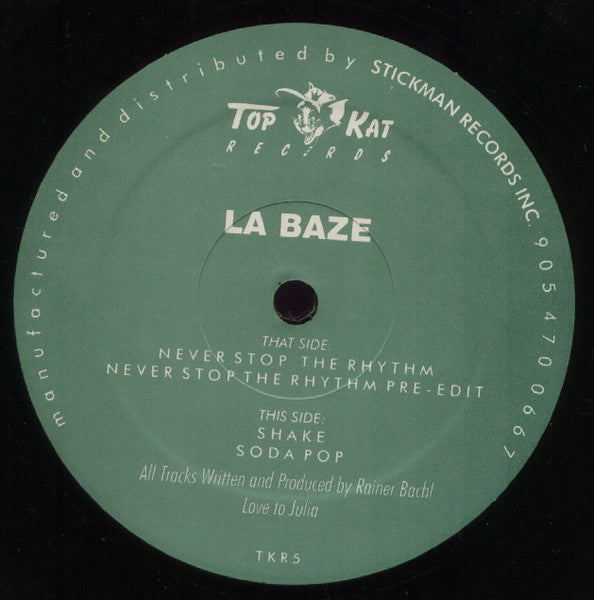 manufactured and distributed by STICKMAN RECORDS INC. 905 470 0667
TOP KAT
RECORDS
LA BAZE
THAT SIDE:
NEVER STOP THE RHYTHM
NEVER STOP THE RHYTHM PRE-EDIT
THIS SIDE:
SHAKE
SODA POP
All Tracks Written and Produced by Rainer Bachl
Love to Julia
TKR5